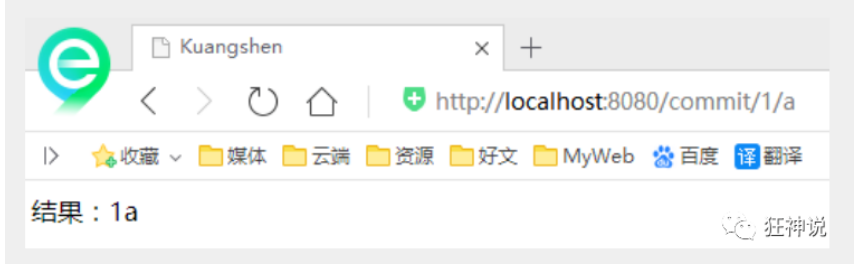 Kuangshen
http://localhost:8080/commit/1/a
收藏 媒体 云端 资源 好文 MyWeb 百度 译 翻译
结果：1a
狂神说